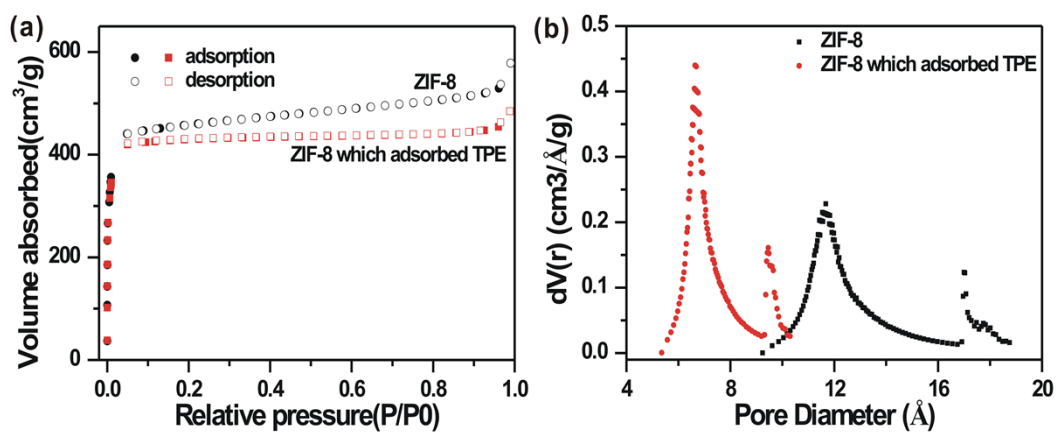 (a)
Volume absorbed(cm³/g)
600
400
200
0
adsorption
desorption
ZIF-8
ZIF-8 which adsorbed TPE
0.0 0.2 0.4 0.6 0.8 1.0
Relative pressure(P/P0)
(b)
dV(r) (cm3/Å/g)
0.5
0.4
0.3
0.2
0.1
0.0
ZIF-8
ZIF-8 which adsorbed TPE
4 8 12 16 20
Pore Diameter (Å)